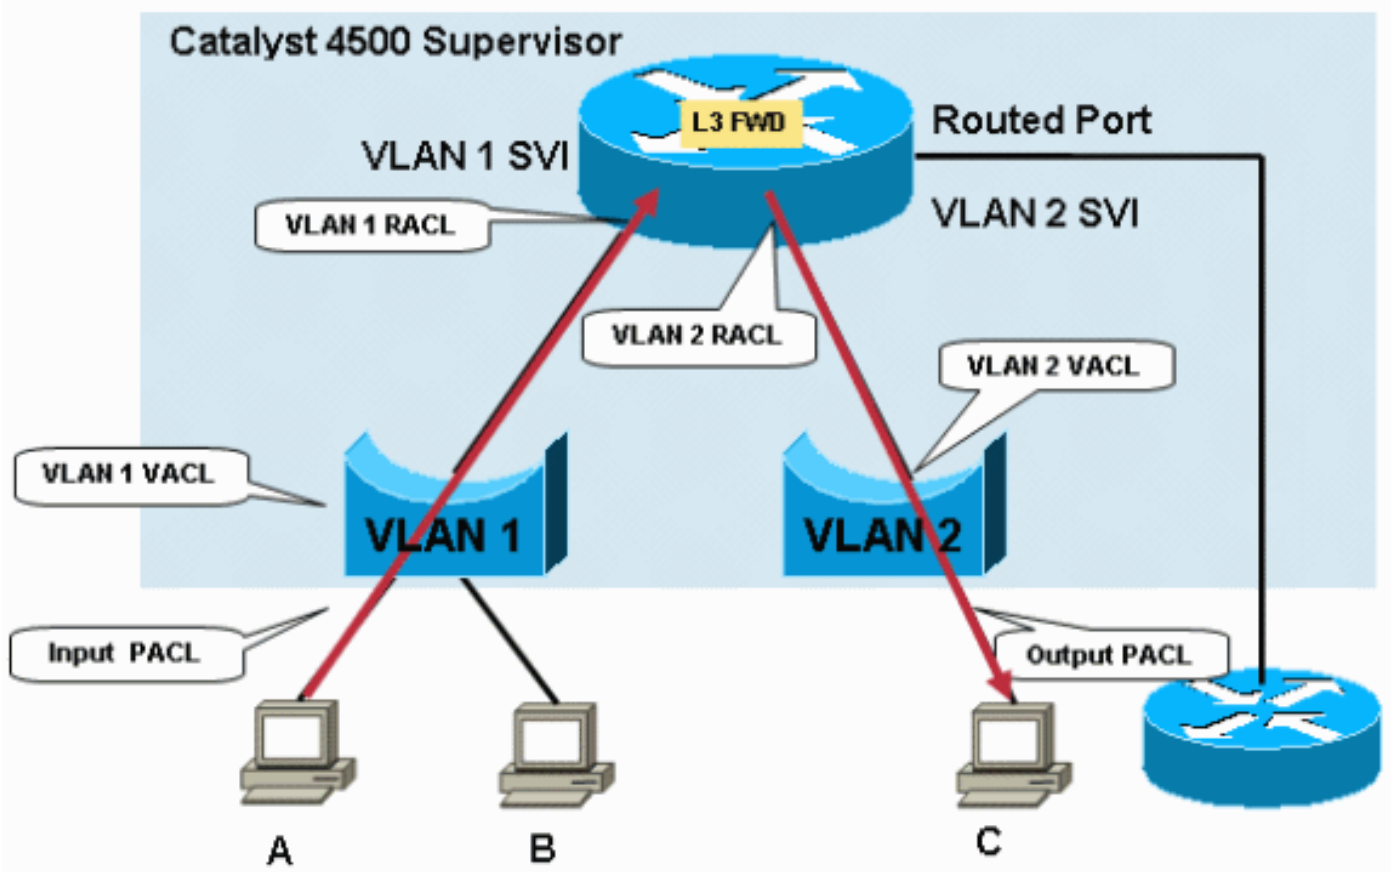 Catalyst 4500 Supervisor
L3 FWD
Routed Port
VLAN 1 SVI
VLAN 1 RACL
VLAN 2 SVI
VLAN 2 RACL
VLAN 2 VACL
VLAN 1 VACL
VLAN 1
VLAN 2
Input PACL
Output PACL
A
B
C